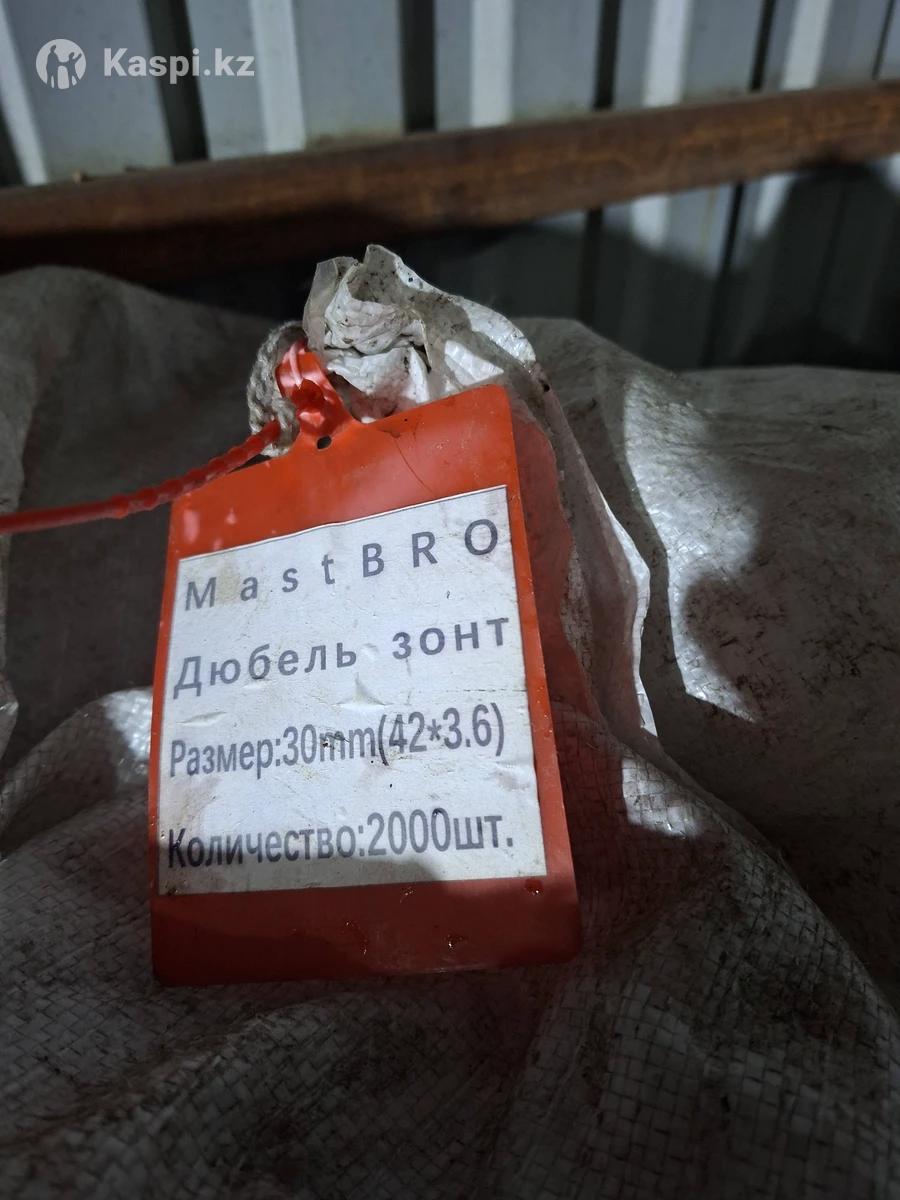 Kaspi.kz
MastBRO
Дюбель зонт
Размер:30mm(42*3.6)
Количество:2000шт.